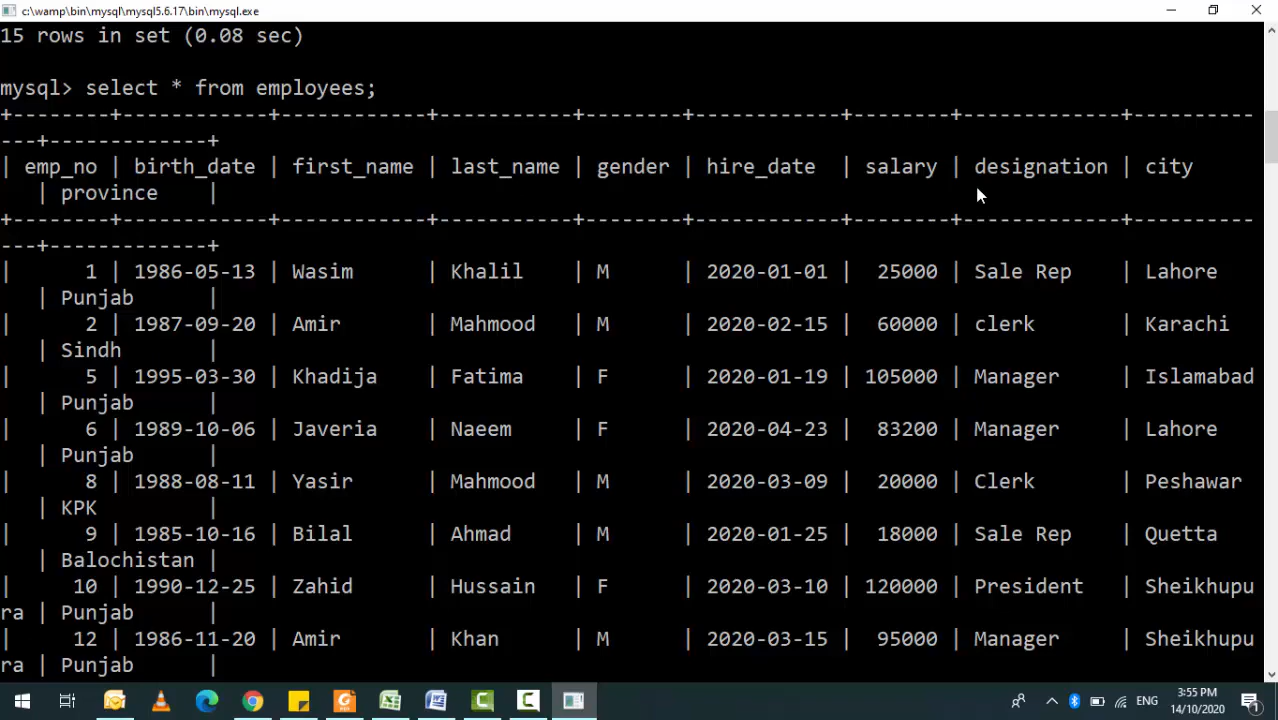 c:\wamp\bin\mysql\mysql5.6.17\bin\mysql.exe
15 rows in set (0.08 sec)
mysql> select * from employees;
+--------+------------+------------+-----------+--------+------------+--------+-------------+----------
---+-------------+
| emp_no | birth_date | first_name | last_name | gender | hire_date  | salary | designation | city
   | province    |
+--------+------------+------------+-----------+--------+------------+--------+-------------+----------
---+-------------+
|      1 | 1986-05-13 | Wasim      | Khalil    | M      | 2020-01-01 |  25000 | Sale Rep    | Lahore
   | Punjab      |
|      2 | 1987-09-20 | Amir       | Mahmood   | M      | 2020-02-15 |  60000 | clerk       | Karachi
   | Sindh       |
|      5 | 1995-03-30 | Khadija    | Fatima    | F      | 2020-01-19 | 105000 | Manager     | Islamabad
   | Punjab      |
|      6 | 1989-10-06 | Javeria    | Naeem     | F      | 2020-04-23 |  83200 | Manager     | Lahore
   | Punjab      |
|      8 | 1988-08-11 | Yasir      | Mahmood   | M      | 2020-03-09 |  20000 | Clerk       | Peshawar
   | KPK         |
|      9 | 1985-10-16 | Bilal      | Ahmad     | M      | 2020-01-25 |  18000 | Sale Rep    | Quetta
   | Balochistan |
|     10 | 1990-12-25 | Zahid      | Hussain   | F      | 2020-03-10 | 120000 | President   | Sheikhupu
ra | Punjab      |
|     12 | 1986-11-20 | Amir       | Khan      | M      | 2020-03-15 |  95000 | Manager     | Sheikhupu
ra | Punjab      |
ENG
3:55 PM
14/10/2020
1